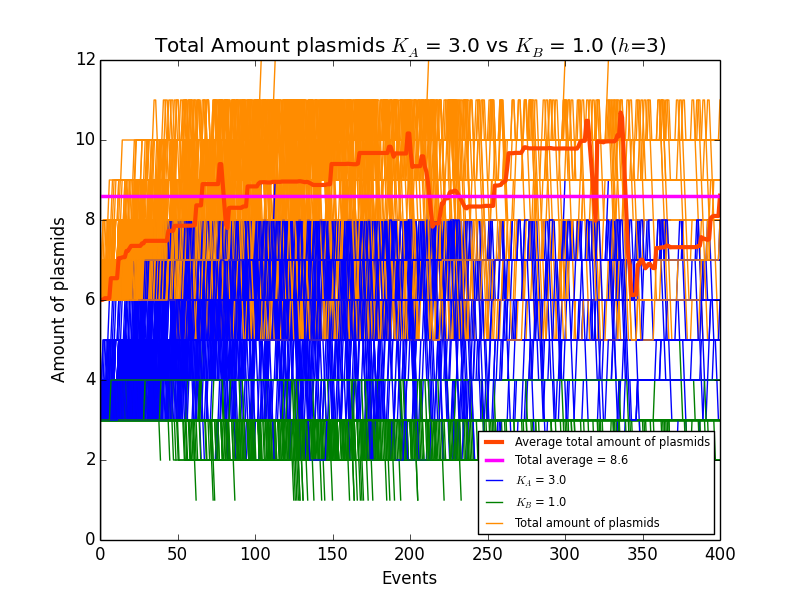 Total Amount plasmids K_A = 3.0 vs K_B = 1.0 (h=3)
12
10
8
6
4
2
0
Amount of plasmids
Average total amount of plasmids
Total average = 8.6
K_A = 3.0
K_B = 1.0
Total amount of plasmids
0 50 100 150 200 250 300 350 400
Events